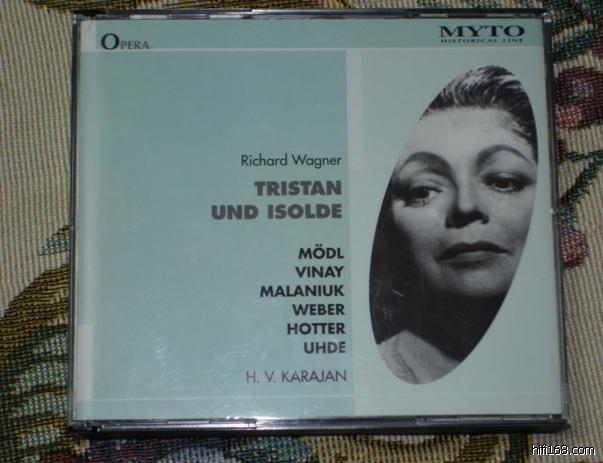 OPERA
MYTO
HISTORICAL LINE
Richard Wagner
TRISTAN
UND ISOLDE
MÖDL
VINAY
MALANIUK
WEBER
HOTTER
UHDE
H. V. KARAJAN
hifi168.com